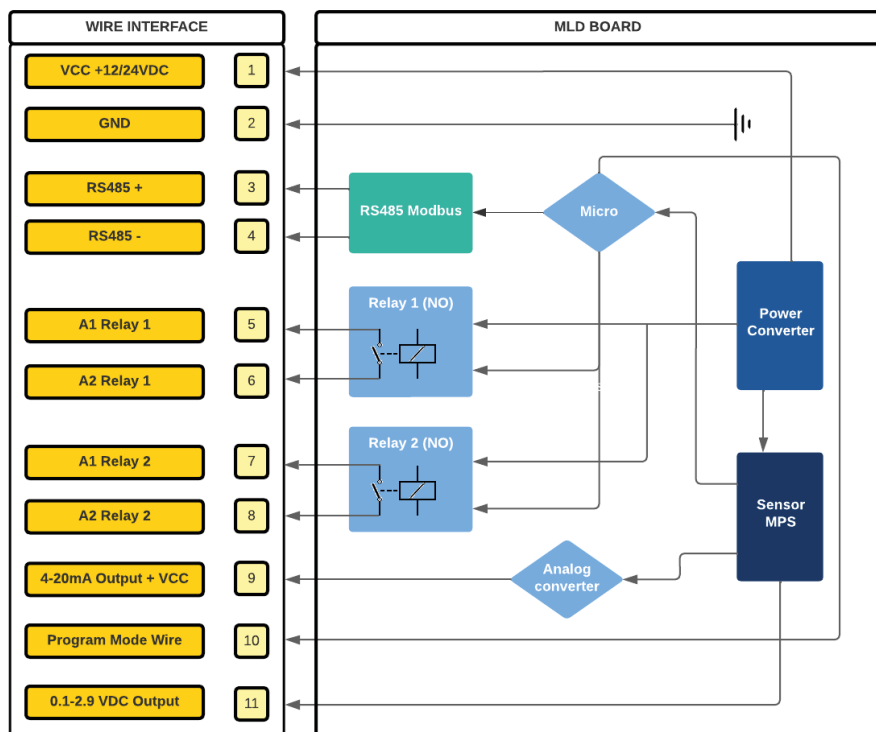 WIRE INTERFACE
MLD BOARD
VCC +12/24VDC
1
GND
2
RS485 +
3
RS485 -
4
RS485 Modbus
Micro
A1 Relay 1
5
A2 Relay 1
6
Relay 1 (NO)
Power
Converter
A1 Relay 2
7
A2 Relay 2
8
Relay 2 (NO)
Sensor
MPS
4-20mA Output + VCC
9
Analog
converter
Program Mode Wire
10
0.1-2.9 VDC Output
11